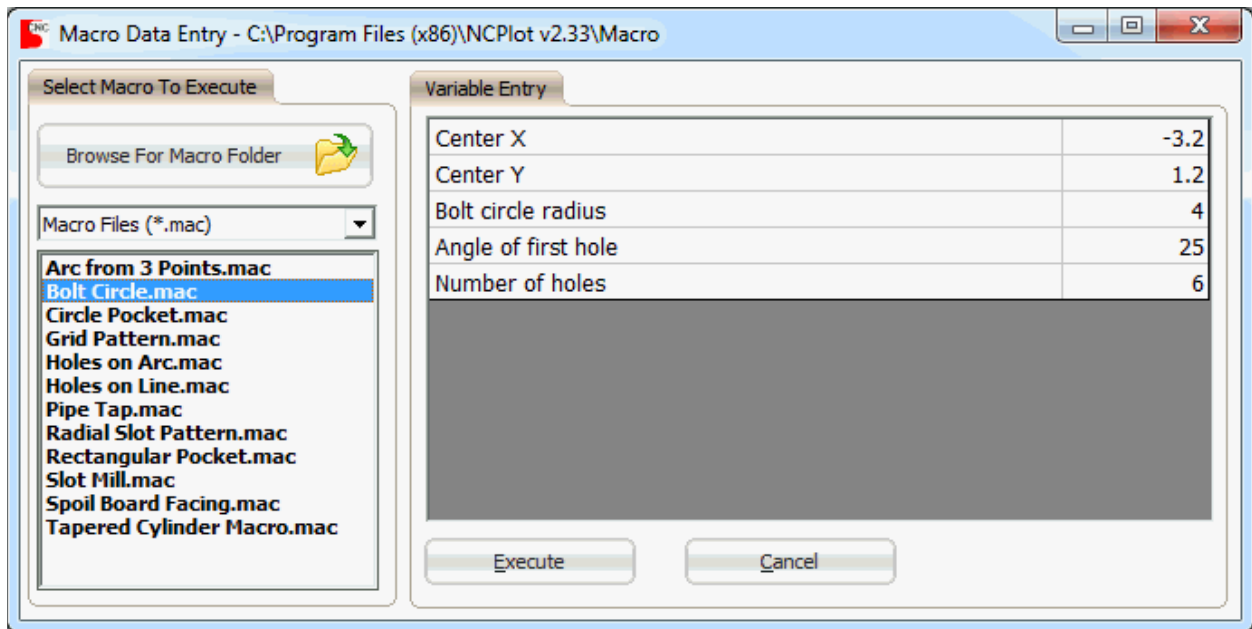 CNC
Macro Data Entry - C:\Program Files (x86)\NCPlot v2.33\Macro
Select Macro To Execute
Browse For Macro Folder
Macro Files (*.mac)
Arc from 3 Points.mac
Bolt Circle.mac
Circle Pocket.mac
Grid Pattern.mac
Holes on Arc.mac
Holes on Line.mac
Pipe Tap.mac
Radial Slot Pattern.mac
Rectangular Pocket.mac
Slot Mill.mac
Spoil Board Facing.mac
Tapered Cylinder Macro.mac
Variable Entry
Center X -3.2
Center Y 1.2
Bolt circle radius 4
Angle of first hole 25
Number of holes 6
Execute Cancel